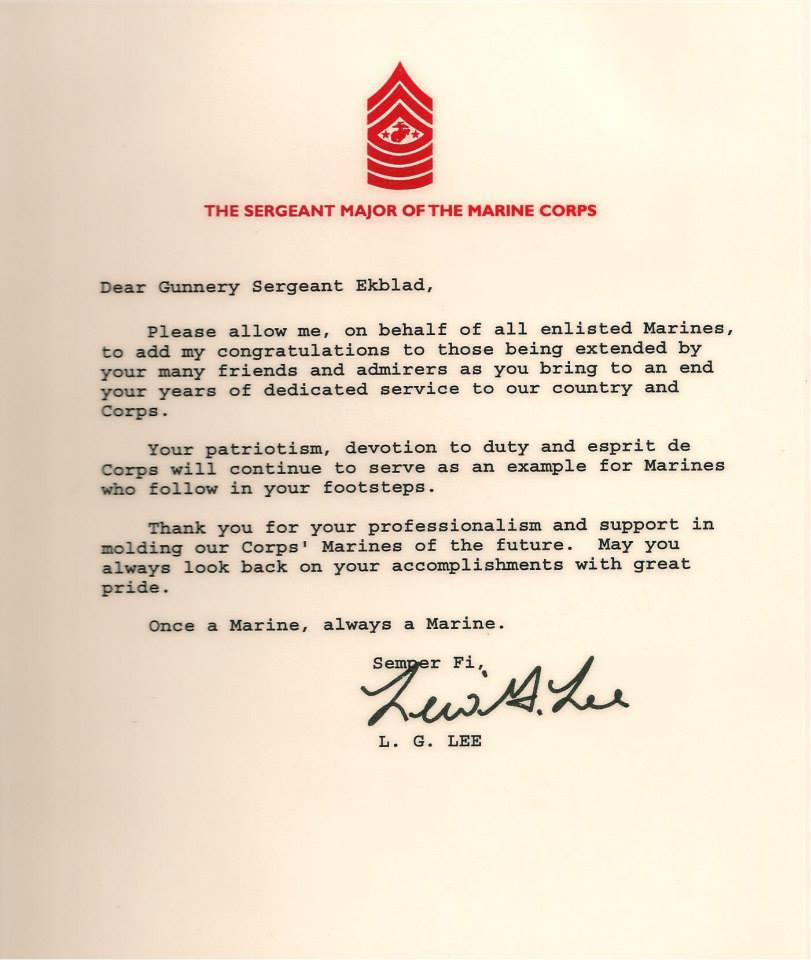 THE SERGEANT MAJOR OF THE MARINE CORPS
Dear Gunnery Sergeant Ekblad,
Please allow me, on behalf of all enlisted Marines,
to add my congratulations to those being extended by
your many friends and admirers as you bring to an end
your years of dedicated service to our country and
Corps.
Your patriotism, devotion to duty and esprit de
Corps will continue to serve as an example for Marines
who follow in your footsteps.
Thank you for your professionalism and support in
molding our Corps' Marines of the future.  May you
always look back on your accomplishments with great
pride.
Once a Marine, always a Marine.
Semper Fi,
Lewis G. Lee
L. G. LEE